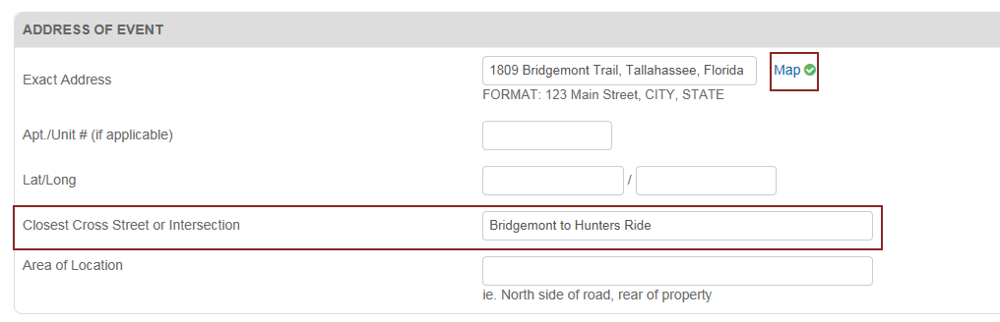 ADDRESS OF EVENT
Exact Address
1809 Bridgemont Trail, Tallahassee, Florida
Map
FORMAT: 123 Main Street, CITY, STATE
Apt./Unit # (if applicable)
Lat/Long
/
Closest Cross Street or Intersection
Bridgemont to Hunters Ride
Area of Location
ie. North side of road, rear of property